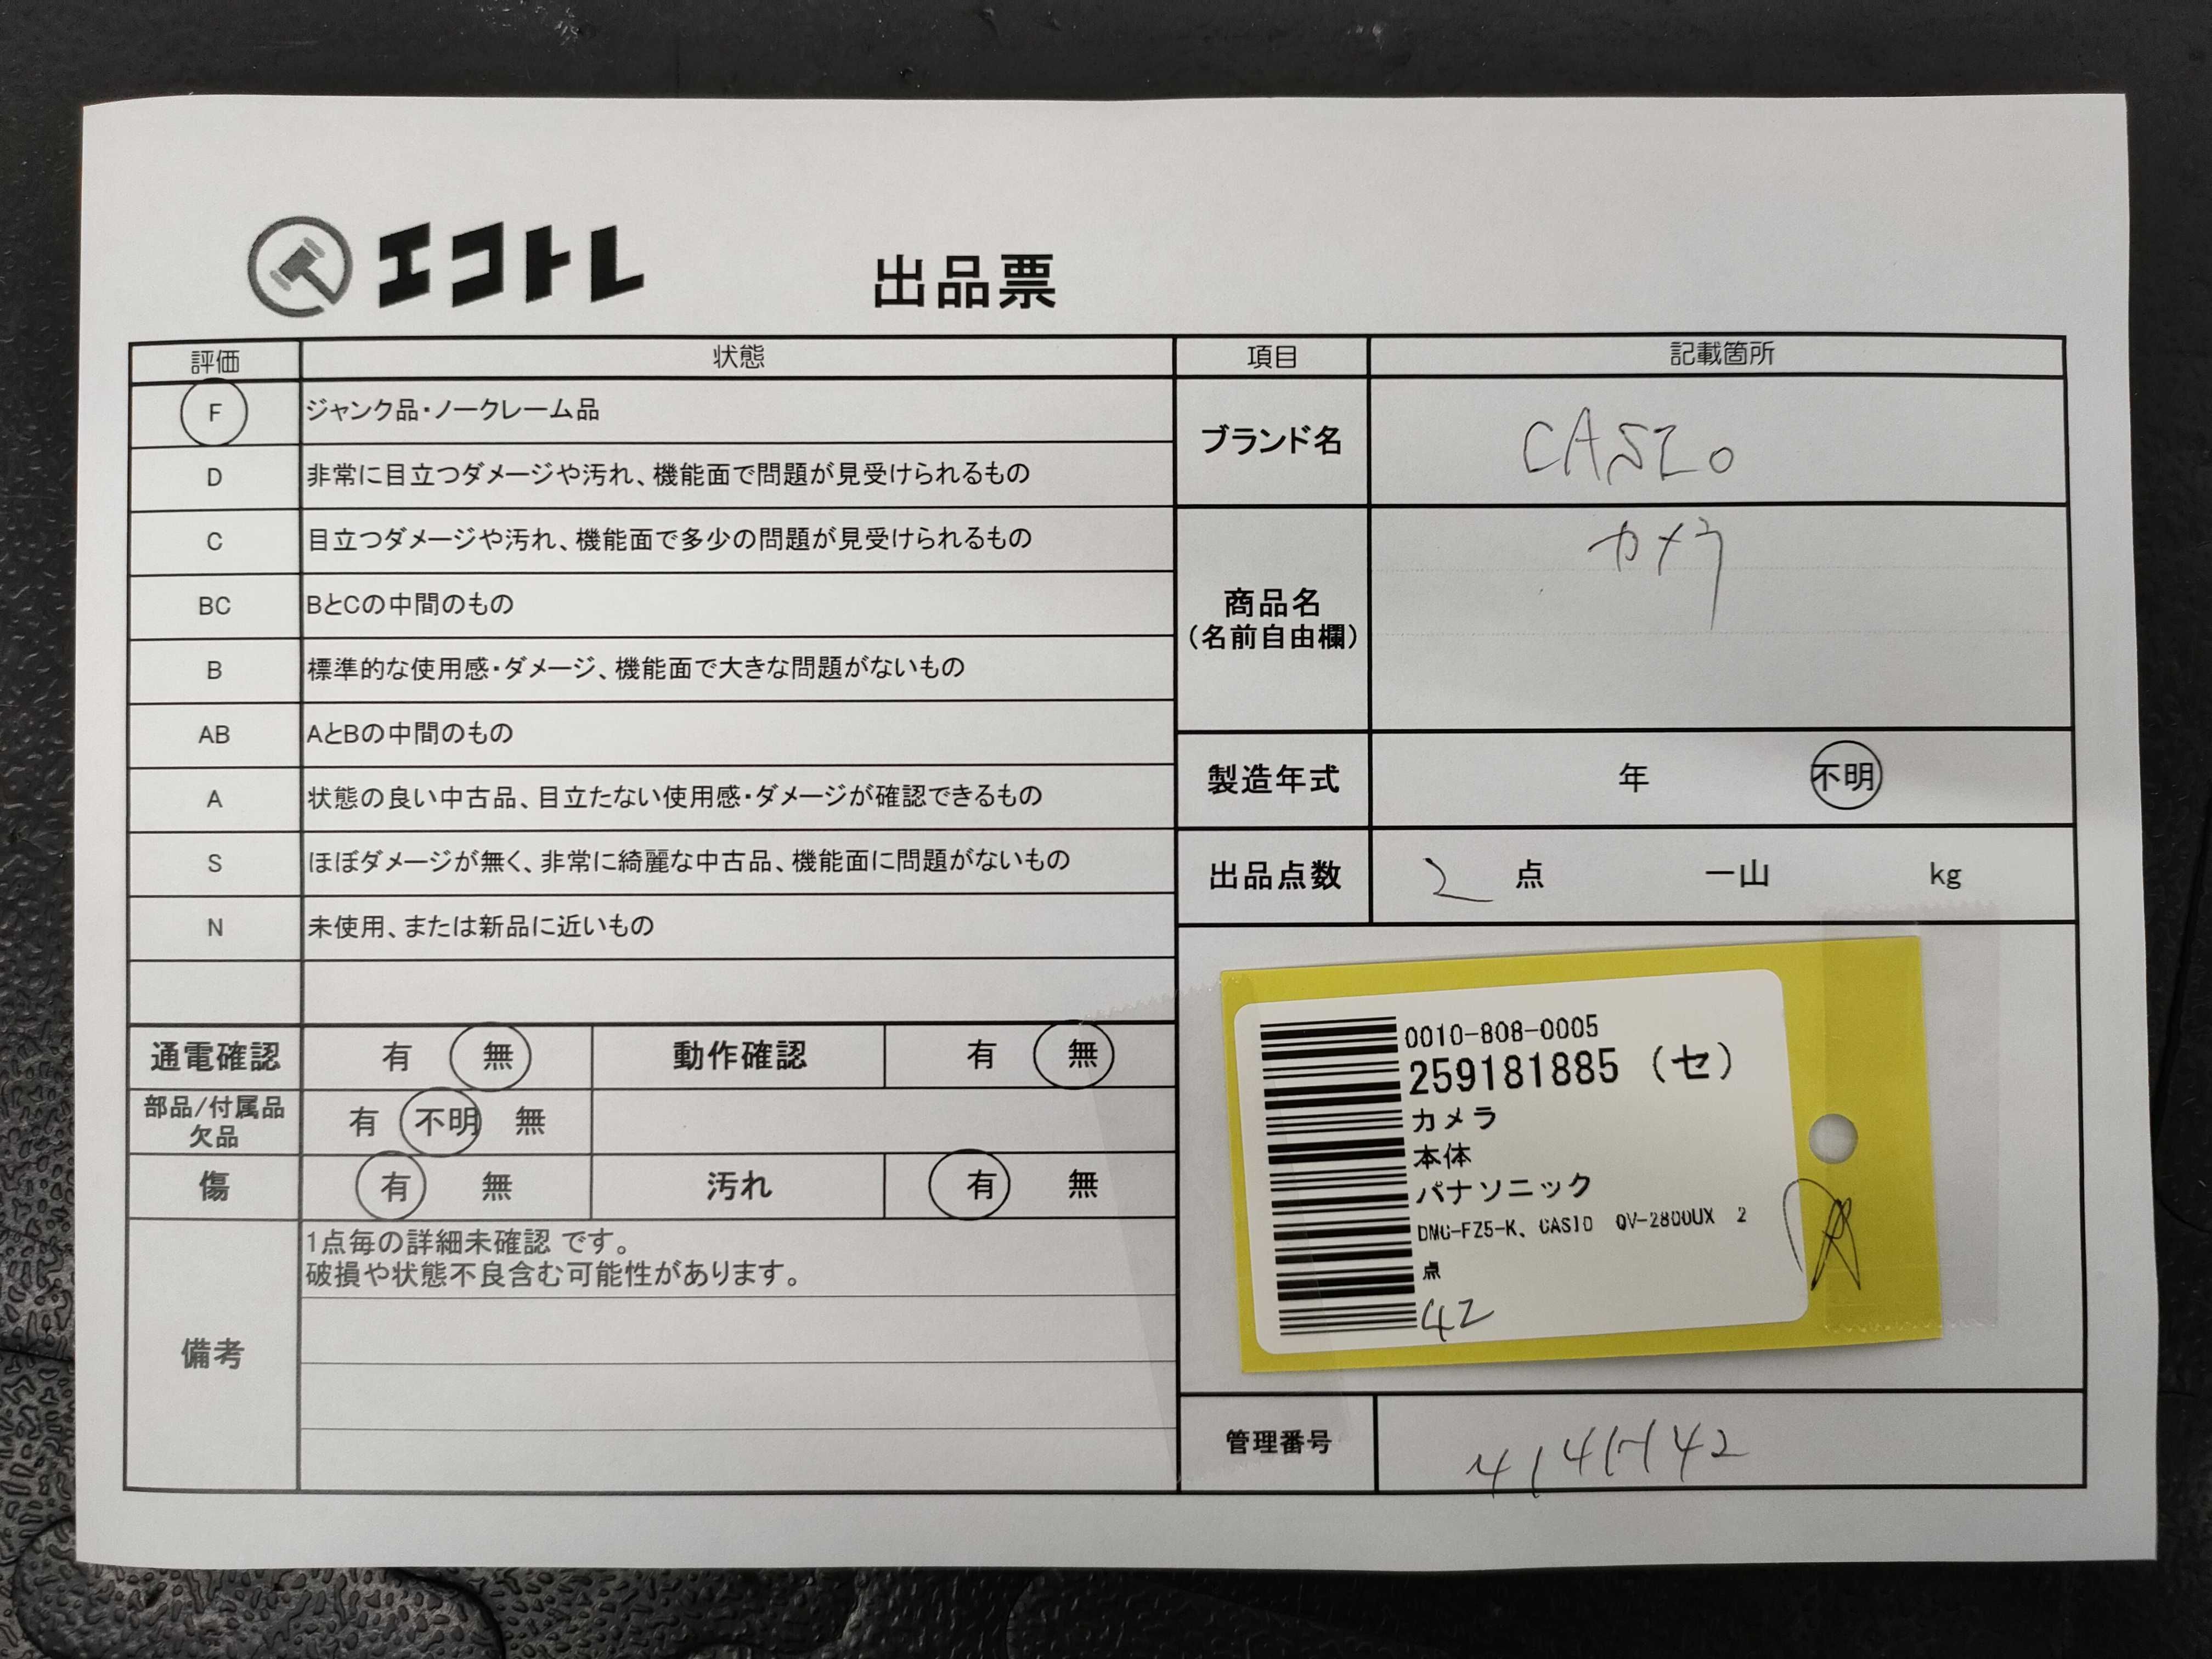 エコトレ 出品票
評価 状態
F ジャンク品・ノークレーム品
D 非常に目立つダメージや汚れ、機能面で問題が見受けられるもの
C 目立つダメージや汚れ、機能面で多少の問題が見受けられるもの
BC BとCの中間のもの
B 標準的な使用感・ダメージ、機能面で大きな問題がないもの
AB AとBの中間のもの
A 状態の良い中古品、目立たない使用感・ダメージが確認できるもの
S ほぼダメージが無く、非常に綺麗な中古品、機能面に問題がないもの
N 未使用、または新品に近いもの
通電確認 有 無 動作確認 有 無
部品/付属品
欠品 有 不明 無
傷 有 無 汚れ 有 無
備考
1点毎の詳細未確認 です。
破損や状態不良含む可能性があります。
項目 記載箇所
ブランド名 CASIO
商品名
(名前自由欄) カメラ
製造年式 年 不明
出品点数 2 点 一山 kg
0010-808-0005
259181885 (セ)
カメラ
本体
パナソニック
DMC-FZ5-K、CASIO QV-2800UX 2
点
42
管理番号